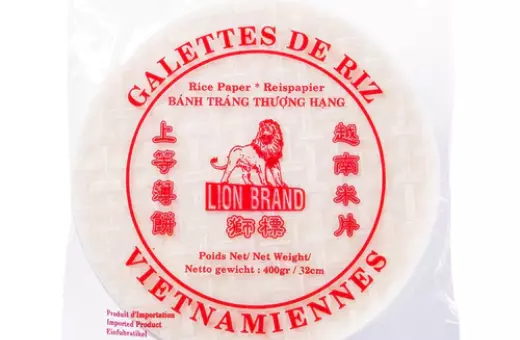 GALETTES DE RIZ
Rice Paper * Reispapier
BÁNH TRÁNG THƯỢNG HẠNG
上等薄餅
越南米片
LION BRAND
獅標
Poids Net/ Net Weight/
Netto gewicht : 400gr / 32cm
VIETNAMIENNES
Produit d'Importation
Imported Product
Einfuhrartikel